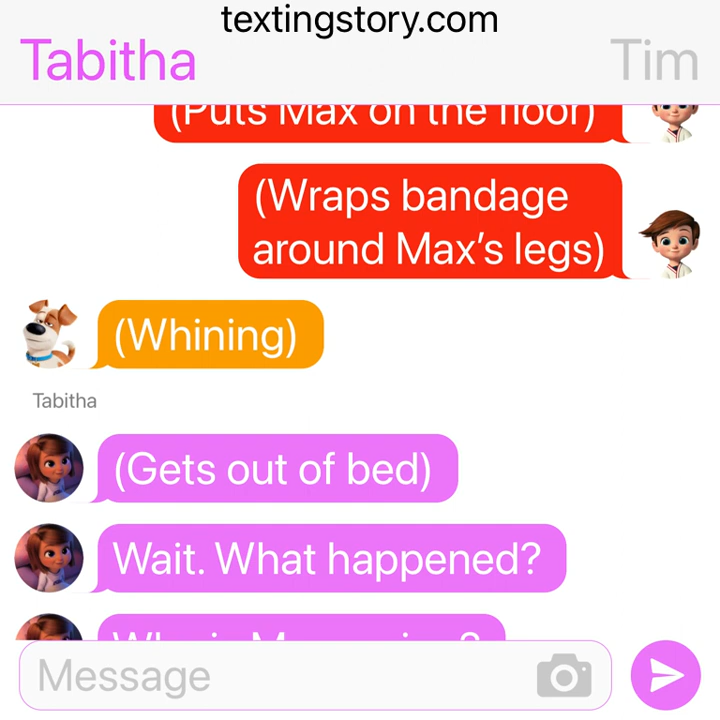 textingstory.com
Tabitha
Tim
(Puts Max on the floor)
(Wraps bandage
around Max’s legs)
(Whining)
Tabitha
(Gets out of bed)
Wait. What happened?
Message